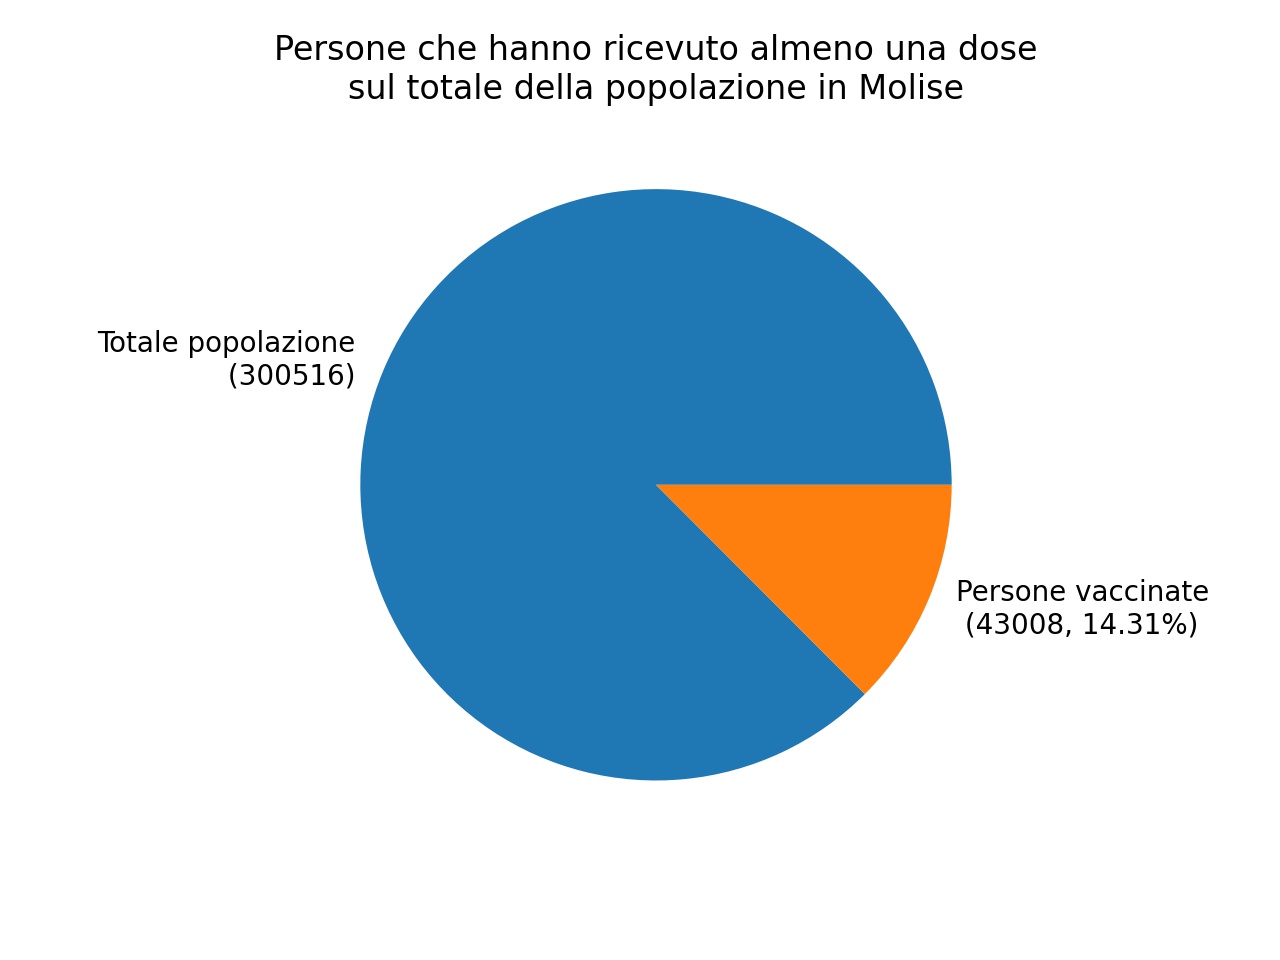 Persone che hanno ricevuto almeno una dose
sul totale della popolazione in Molise
Totale popolazione
(300516)
Persone vaccinate
(43008, 14.31%)